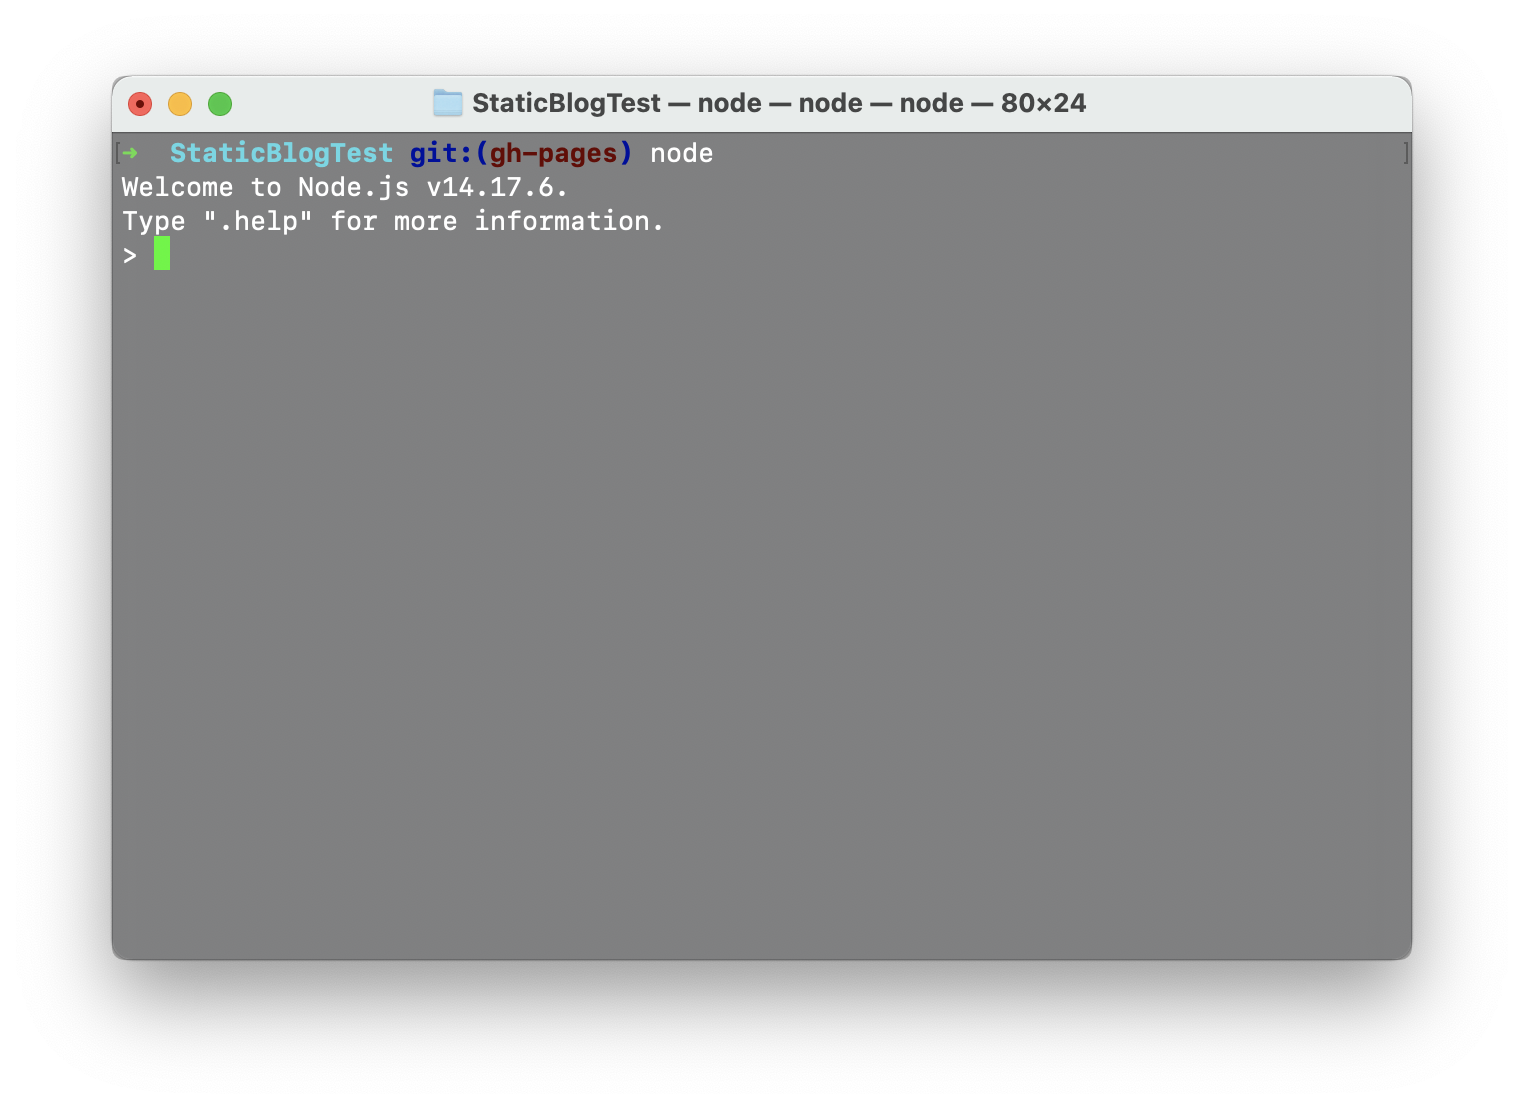 StaticBlogTest — node — node — node — 80×24
[➜  StaticBlogTest git:(gh-pages) node ]
Welcome to Node.js v14.17.6.
Type ".help" for more information.
>